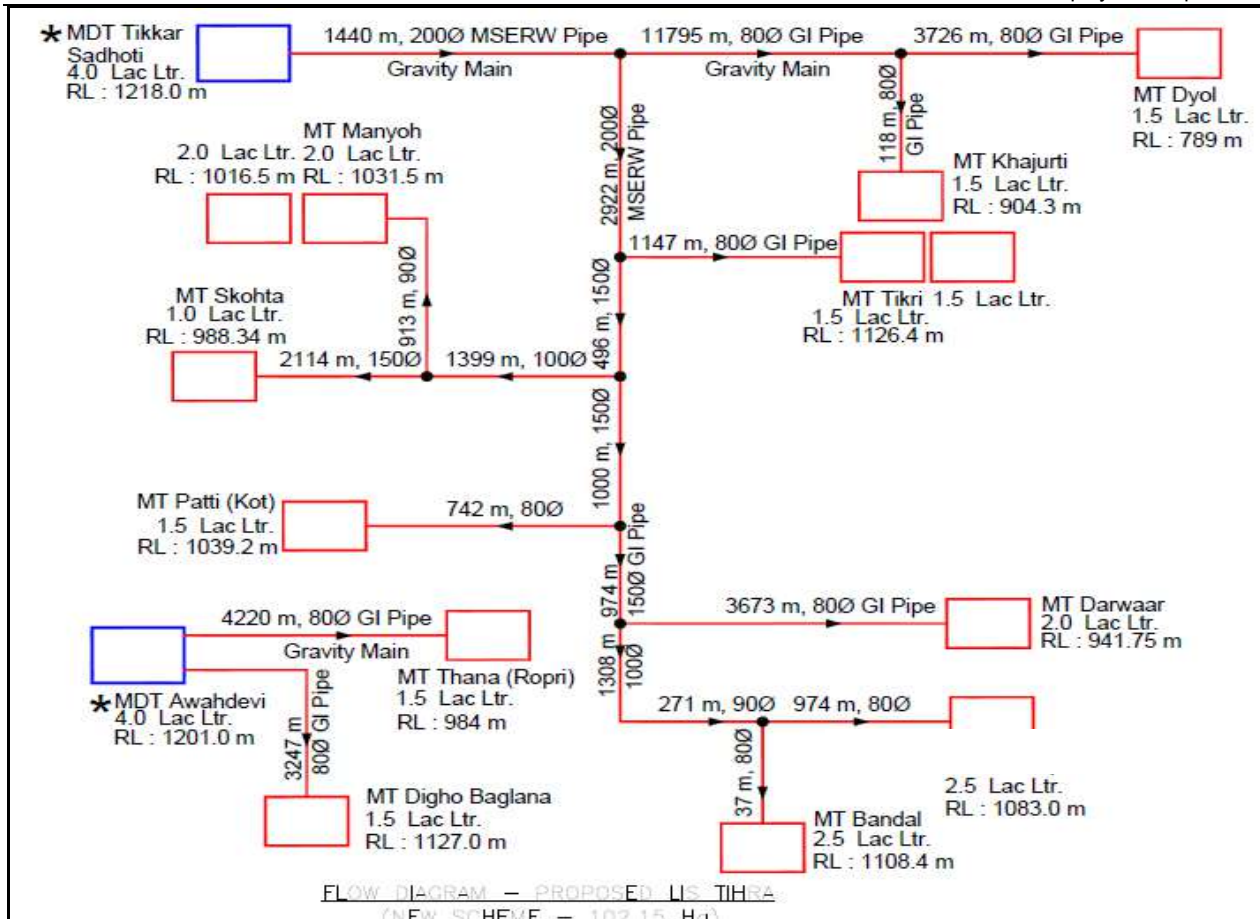 * MDT Tikkar
Sadhoti
4.0 Lac Ltr.
RL : 1218.0 m
1440 m, 200Ø MSERW Pipe
Gravity Main
11795 m, 80Ø GI Pipe
Gravity Main
3726 m, 80Ø GI Pipe
MT Dyol
1.5 Lac Ltr.
RL : 789 m
118 m, 80Ø
GI Pipe
MT Khajurti
1.5 Lac Ltr.
RL : 904.3 m
2922 m, 200Ø
MSERW Pipe
MT Manyoh
2.0 Lac Ltr.
RL : 1031.5 m
2.0 Lac Ltr.
RL : 1016.5 m
1147 m, 80Ø GI Pipe
MT Tikri
1.5 Lac Ltr.
RL : 1126.4 m
1.5 Lac Ltr.
913 m, 90Ø
496 m, 150Ø
MT Skohta
1.0 Lac Ltr.
RL : 988.34 m
2114 m, 150Ø
1399 m, 100Ø
1000 m, 150Ø
MT Patti (Kot)
1.5 Lac Ltr.
RL : 1039.2 m
742 m, 80Ø
974 m
150Ø GI Pipe
3673 m, 80Ø GI Pipe
MT Darwaar
2.0 Lac Ltr.
RL : 941.75 m
4220 m, 80Ø GI Pipe
Gravity Main
MT Thana (Ropri)
1.5 Lac Ltr.
RL : 984 m
* MDT Awahdevi
4.0 Lac Ltr.
RL : 1201.0 m
3247 m
80Ø GI Pipe
MT Digho Baglana
1.5 Lac Ltr.
RL : 1127.0 m
1308 m
100Ø
271 m, 90Ø
974 m, 80Ø
37 m, 80Ø
2.5 Lac Ltr.
RL : 1083.0 m
MT Bandal
2.5 Lac Ltr.
RL : 1108.4 m
FLOW DIAGRAM – PROPOSED LIS TIHRA
(NEW SCHEME – 102.15 Ha)